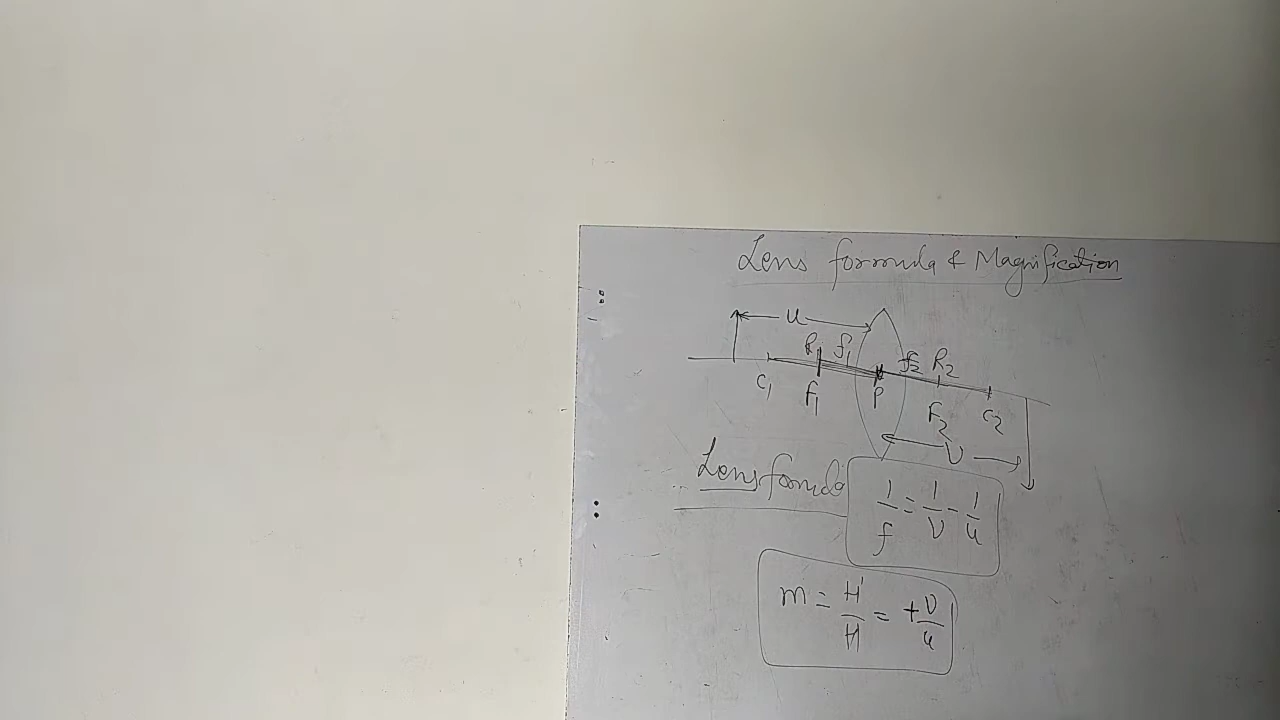 Lens formula & Magnification
u
R1 f1 f2 R2
C1 F1 P F2 C2
v
Lens formula 1/f = 1/v - 1/u
m = H'/H = +v/u